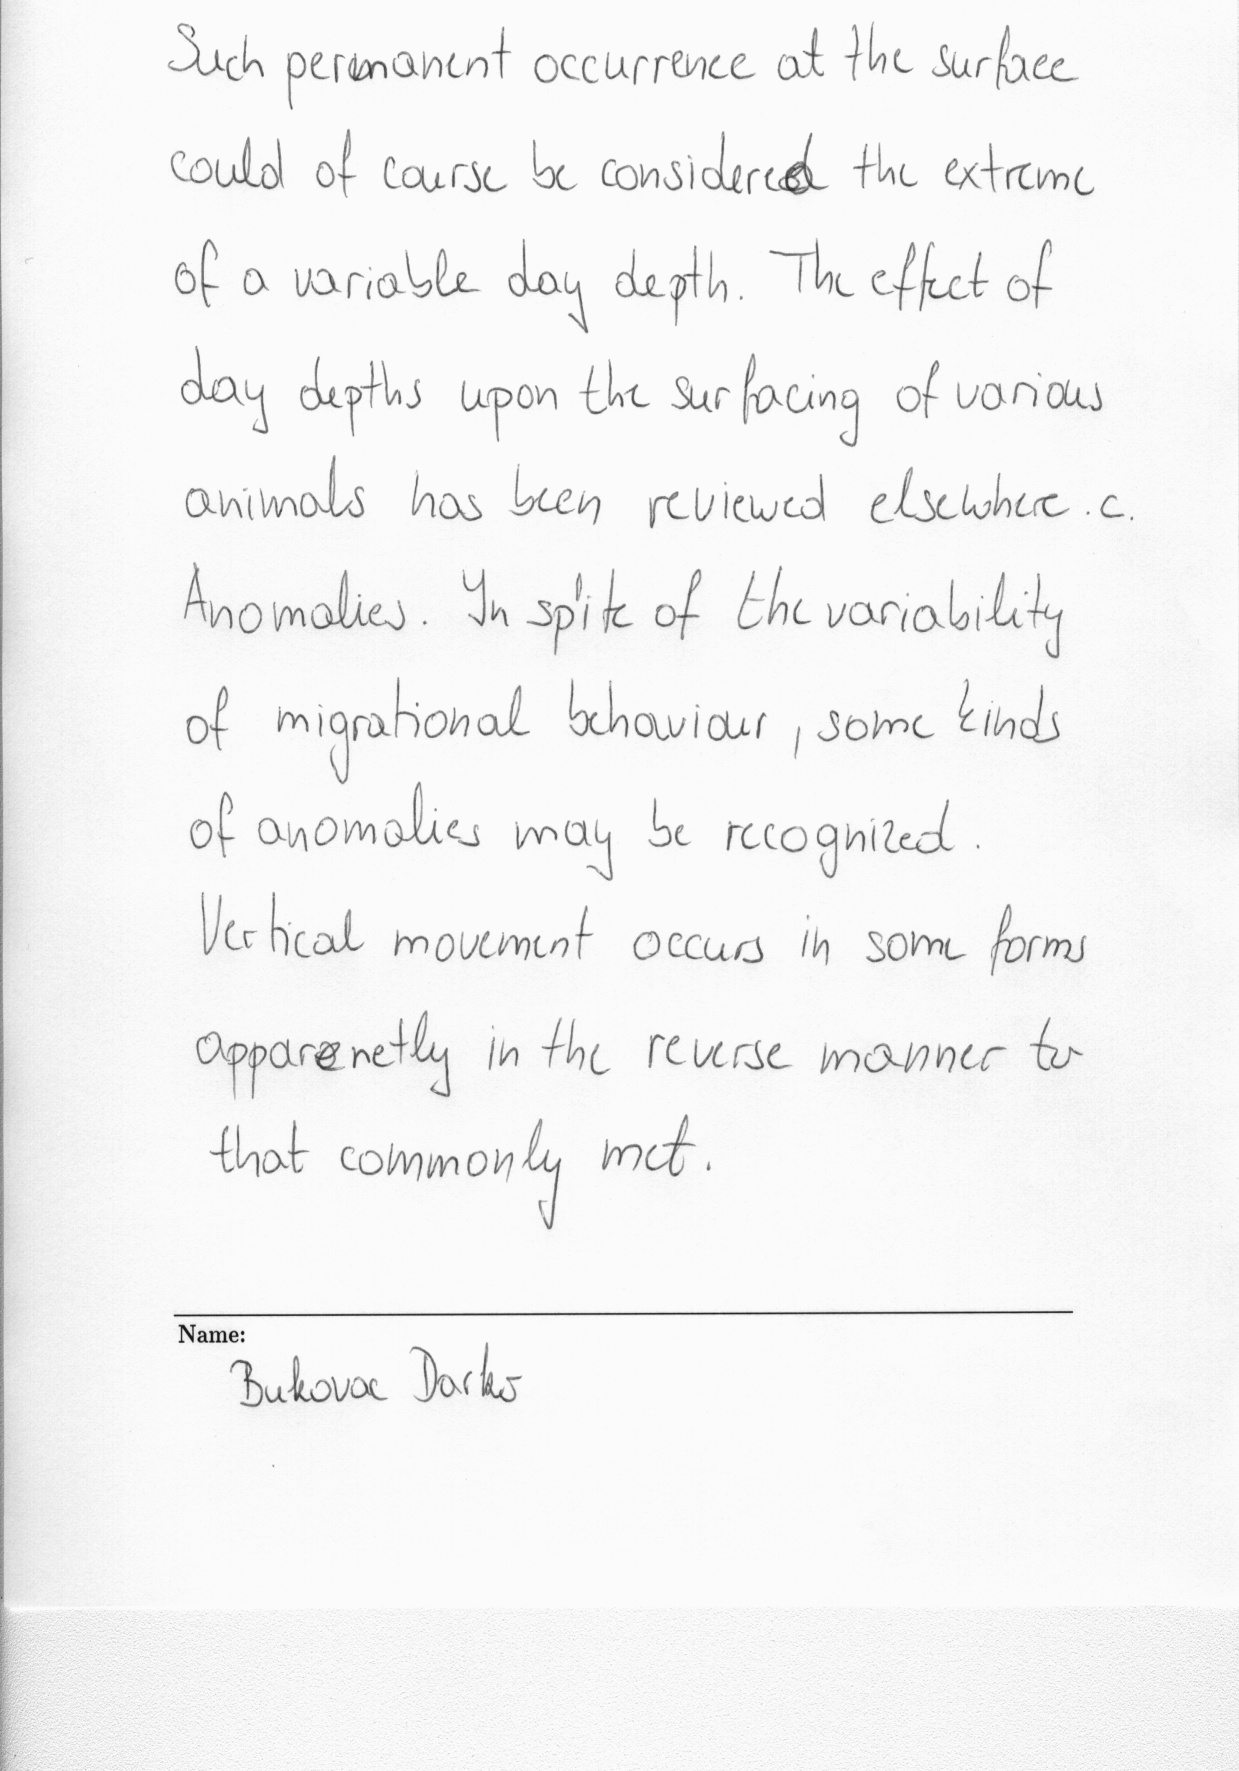 Such permanent occurrence at the surface
could of course be considered the extreme
of a variable day depth. The effect of
day depths upon the surfacing of various
animals has been reviewed elsewhere. c.
Anomalies. In spite of the variability
of migrational behaviour, some kinds
of anomalies may be recognized.
Vertical movement occurs in some forms
apparenetly in the reverse manner to
that commonly met.
Name:
Bukovac Darko